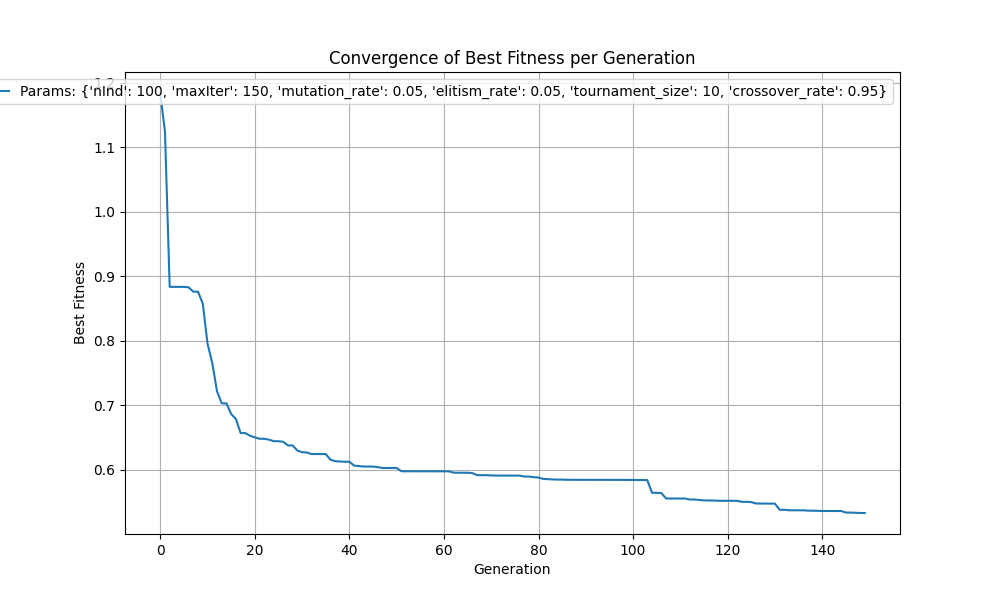 Convergence of Best Fitness per Generation
Params: {'nInd': 100, 'maxIter': 150, 'mutation_rate': 0.05, 'elitism_rate': 0.05, 'tournament_size': 10, 'crossover_rate': 0.95}
1.2
1.1
1.0
0.9
0.8
0.7
0.6
Best Fitness
0 20 40 60 80 100 120 140
Generation